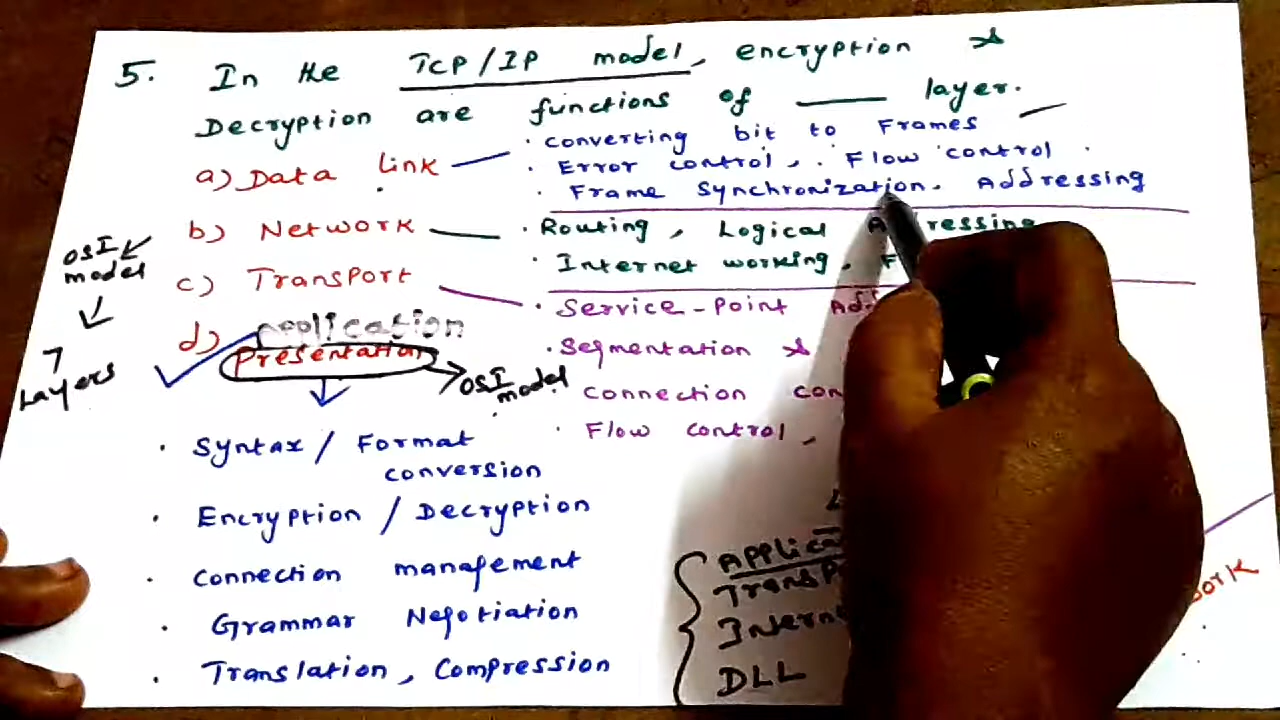 5. In the TCP/IP model, encryption &
Decryption are functions of ____ layer.
a) Data Link
· converting bit to Frames
· Error control, · Flow control.
· Frame Synchronization. Addressing
b) Network
· Routing, Logical
· Internet working.
c) Transport
· Service-Point
· Segmentation &
connection
· Flow control,
d) application
Presentation
OSI model
7 Layers
OSI model
· Syntax / Format
conversion
· Encryption / Decryption
· Connection management
· Grammar Negotiation
· Translation, Compression
DLL